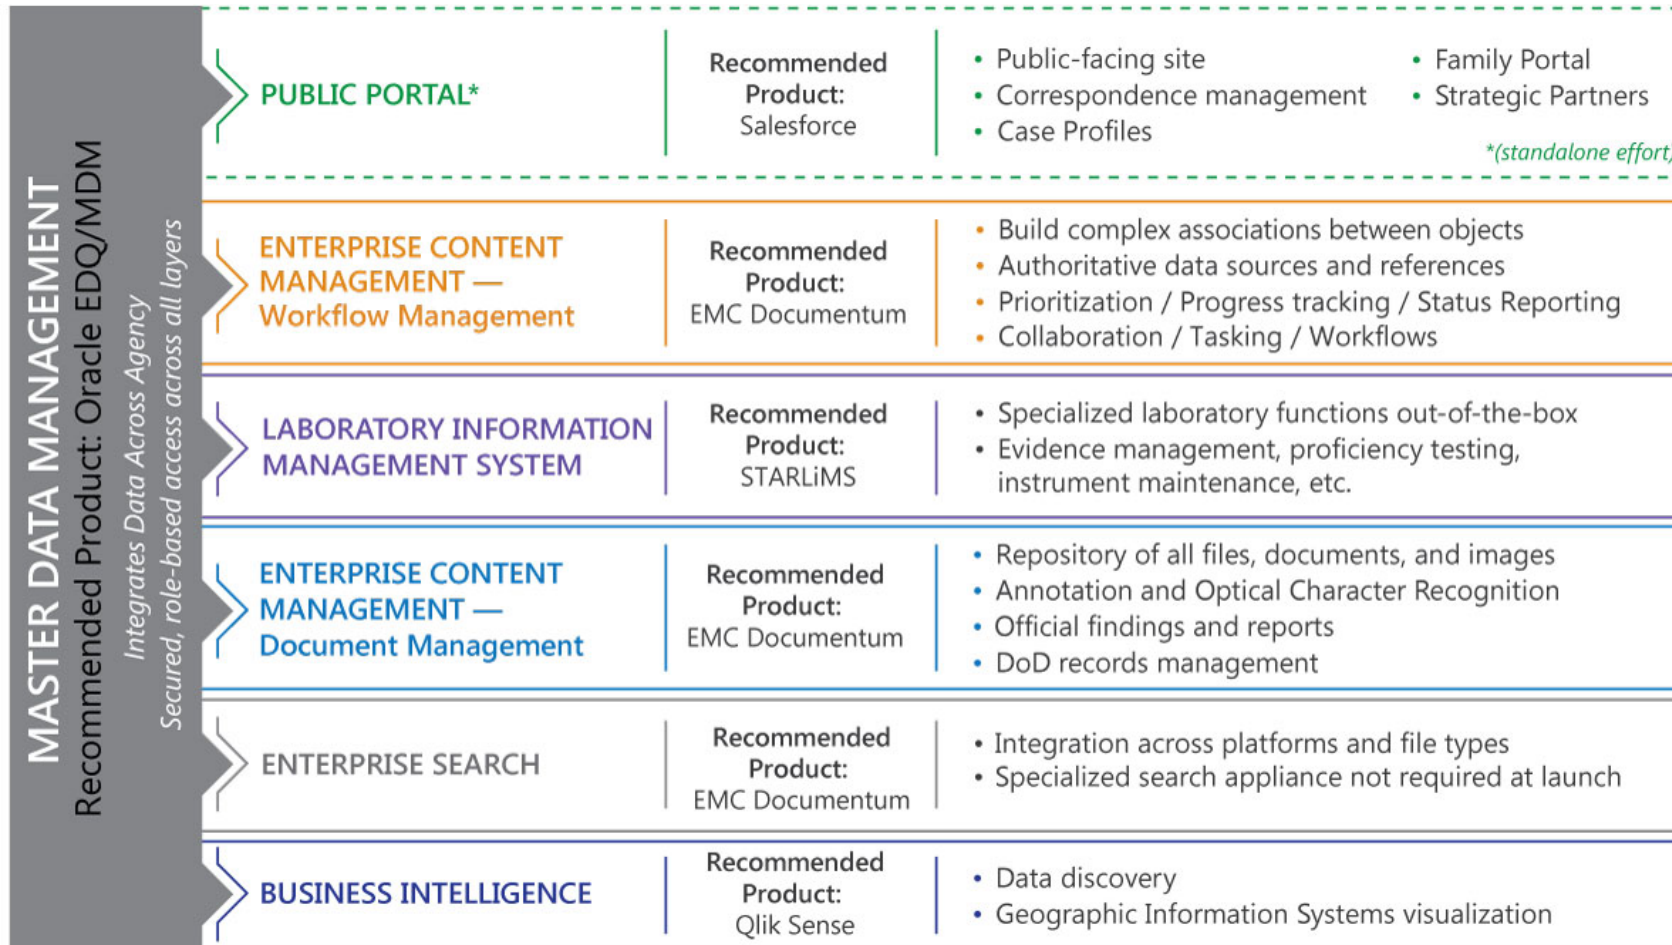 MASTER DATA MANAGEMENT
Recommended Product: Oracle EDQ/MDM
Integrates Data Across Agency
Secured, role-based access across all layers
PUBLIC PORTAL*
Recommended
Product:
Salesforce
• Public-facing site
• Correspondence management
• Case Profiles
• Family Portal
• Strategic Partners
*(standalone effort)
ENTERPRISE CONTENT
MANAGEMENT —
Workflow Management
Recommended
Product:
EMC Documentum
• Build complex associations between objects
• Authoritative data sources and references
• Prioritization / Progress tracking / Status Reporting
• Collaboration / Tasking / Workflows
LABORATORY INFORMATION
MANAGEMENT SYSTEM
Recommended
Product:
STARLiMS
• Specialized laboratory functions out-of-the-box
• Evidence management, proficiency testing,
instrument maintenance, etc.
ENTERPRISE CONTENT
MANAGEMENT —
Document Management
Recommended
Product:
EMC Documentum
• Repository of all files, documents, and images
• Annotation and Optical Character Recognition
• Official findings and reports
• DoD records management
ENTERPRISE SEARCH
Recommended
Product:
EMC Documentum
• Integration across platforms and file types
• Specialized search appliance not required at launch
BUSINESS INTELLIGENCE
Recommended
Product:
Qlik Sense
• Data discovery
• Geographic Information Systems visualization